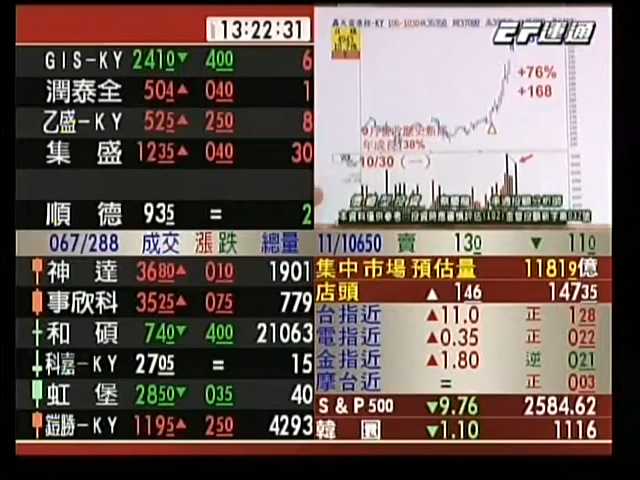 13:22:31
GIS-KY 2410▼ 400 6
潤泰全 504▲ 040 1
乙盛-KY 525▲ 250 8
集盛 1235▲ 040 30
順德 935 = 2
067/288 成交 漲跌 總量
神達 3680▲ 010 1901
事欣科 3525▲ 075 779
和碩 740▼ 400 21063
科嘉-KY 2705 = 15
虹堡 2850▼ 035 40
鎧勝-KY 1195▲ 250 4293
EF建通
+76%
+168
10/30 (一)
11/10650 賣 130 ▼ 110
集中市場預估量 11819億
店頭 ▲ 146 14735
台指近 ▲11.0 正 128
電指近 ▲0.35 正 022
金指近 ▲1.80 逆 021
摩台近 = 正 003
S&P500 ▼9.76 2584.62
韓 ▼1.10 1116